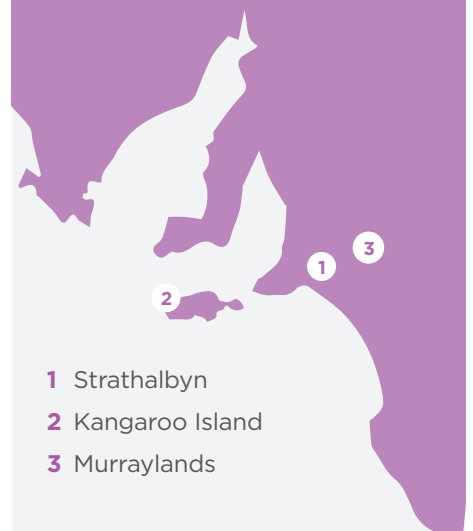 3
1
2
1 Strathalbyn
2 Kangaroo Island
3 Murraylands